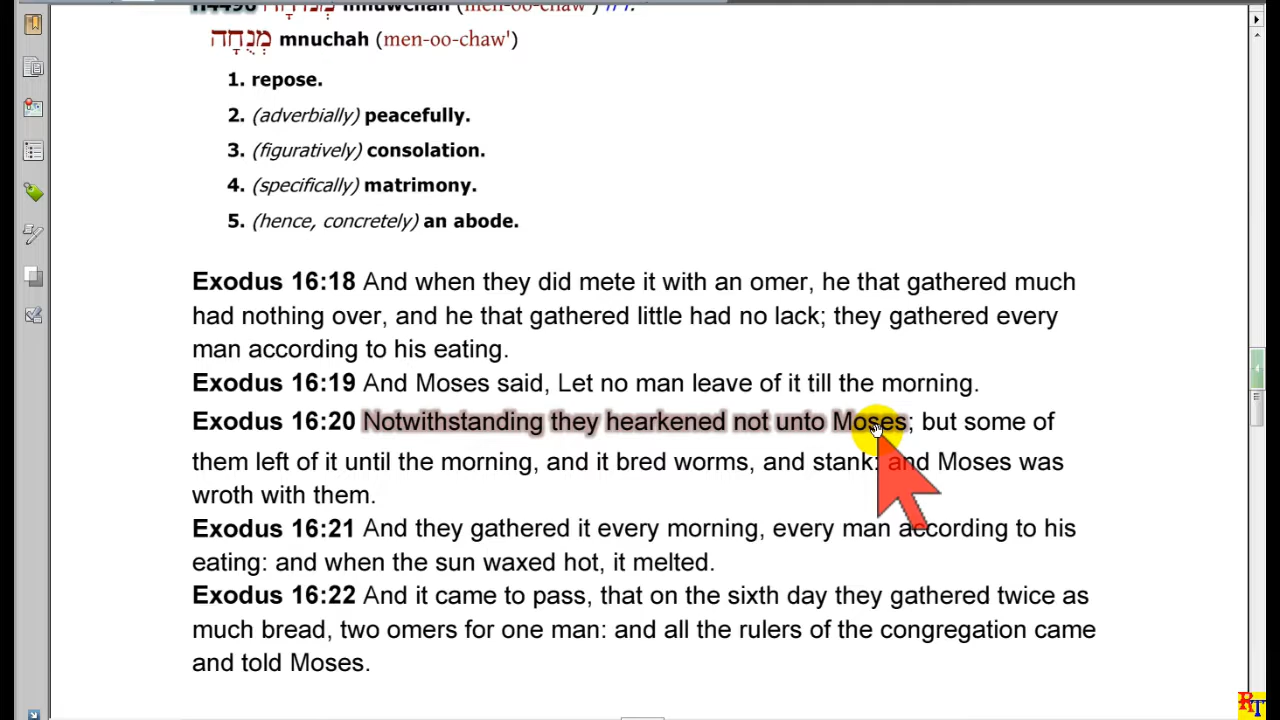 H4496 מְנוּחָה mnuwchah (men-oo-chaw')
מְנֻחָה mnuchah (men-oo-chaw')
1. repose.
2. (adverbially) peacefully.
3. (figuratively) consolation.
4. (specifically) matrimony.
5. (hence, concretely) an abode.
Exodus 16:18 And when they did mete it with an omer, he that gathered much
had nothing over, and he that gathered little had no lack; they gathered every
man according to his eating.
Exodus 16:19 And Moses said, Let no man leave of it till the morning.
Exodus 16:20 Notwithstanding they hearkened not unto Moses; but some of
them left of it until the morning, and it bred worms, and stank: and Moses was
wroth with them.
Exodus 16:21 And they gathered it every morning, every man according to his
eating: and when the sun waxed hot, it melted.
Exodus 16:22 And it came to pass, that on the sixth day they gathered twice as
much bread, two omers for one man: and all the rulers of the congregation came
and told Moses.
RT